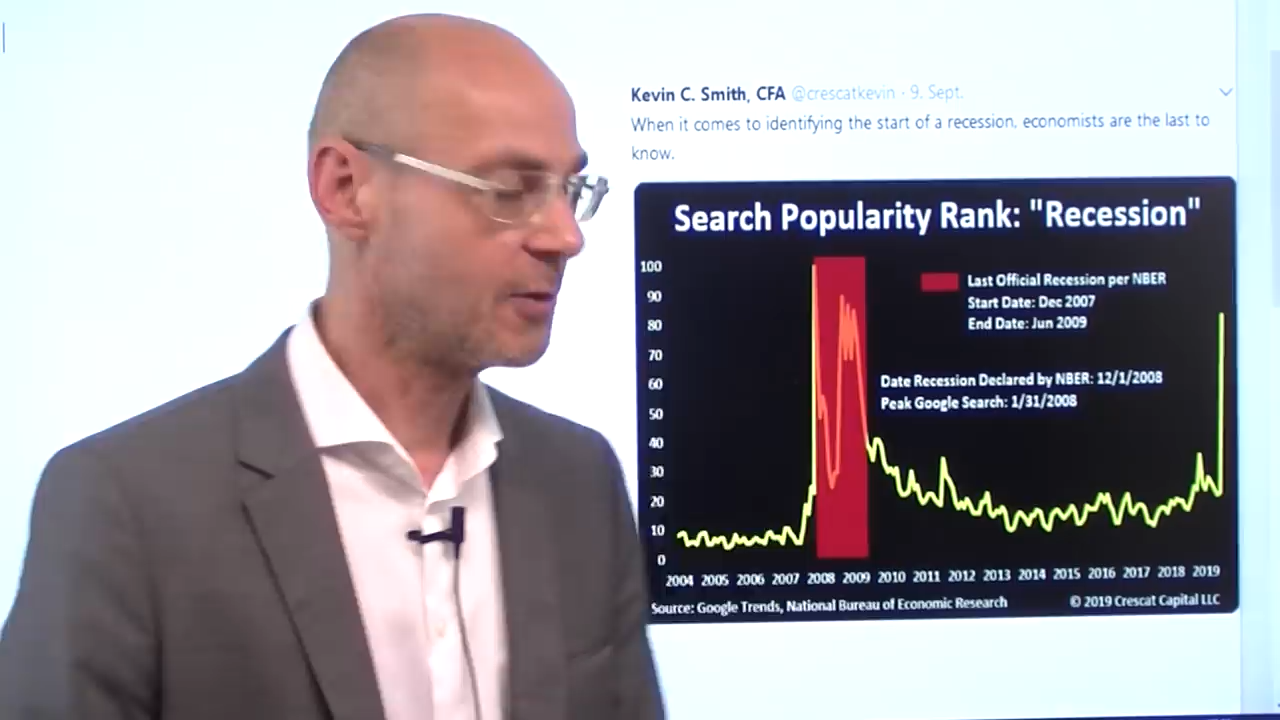 Kevin C. Smith, CFA @crescatkevin · 9. Sept.
When it comes to identifying the start of a recession, economists are the last to
know.
Search Popularity Rank: "Recession"
100
90
80
70
60
50
40
30
20
10
0
Last Official Recession per NBER
Start Date: Dec 2007
End Date: Jun 2009
Date Recession Declared by NBER: 12/1/2008
Peak Google Search: 1/31/2008
2004 2005 2006 2007 2008 2009 2010 2011 2012 2013 2014 2015 2016 2017 2018 2019
Source: Google Trends, National Bureau of Economic Research © 2019 Crescat Capital LLC